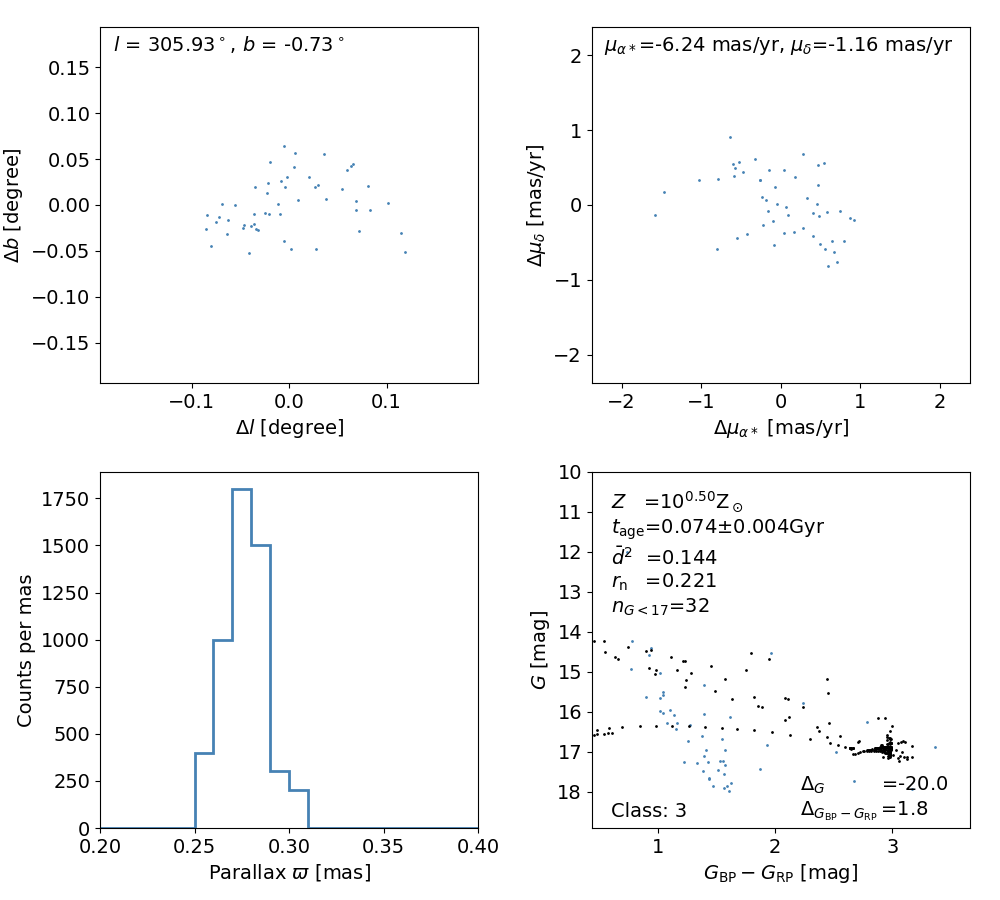 l = 305.93°, b = -0.73°
0.15
0.10
0.05
0.00
−0.05
−0.10
−0.15
Δb [degree]
−0.1
0.0
0.1
Δl [degree]
μα*=-6.24 mas/yr, μδ=-1.16 mas/yr
2
1
0
−1
−2
Δμδ [mas/yr]
−2
−1
0
1
2
Δμα* [mas/yr]
1750
1500
1250
1000
750
500
250
0
Counts per mas
0.20
0.25
0.30
0.35
0.40
Parallax ϖ [mas]
10
11
12
13
14
15
16
17
18
G [mag]
Z =10^0.50 Z⊙
t_age=0.074±0.004Gyr
d̄² =0.144
r_n =0.221
n_G<17=32
Δ_G =-20.0
Class: 3
Δ_GBP−GRP =1.8
1
2
3
G_BP − G_RP [mag]